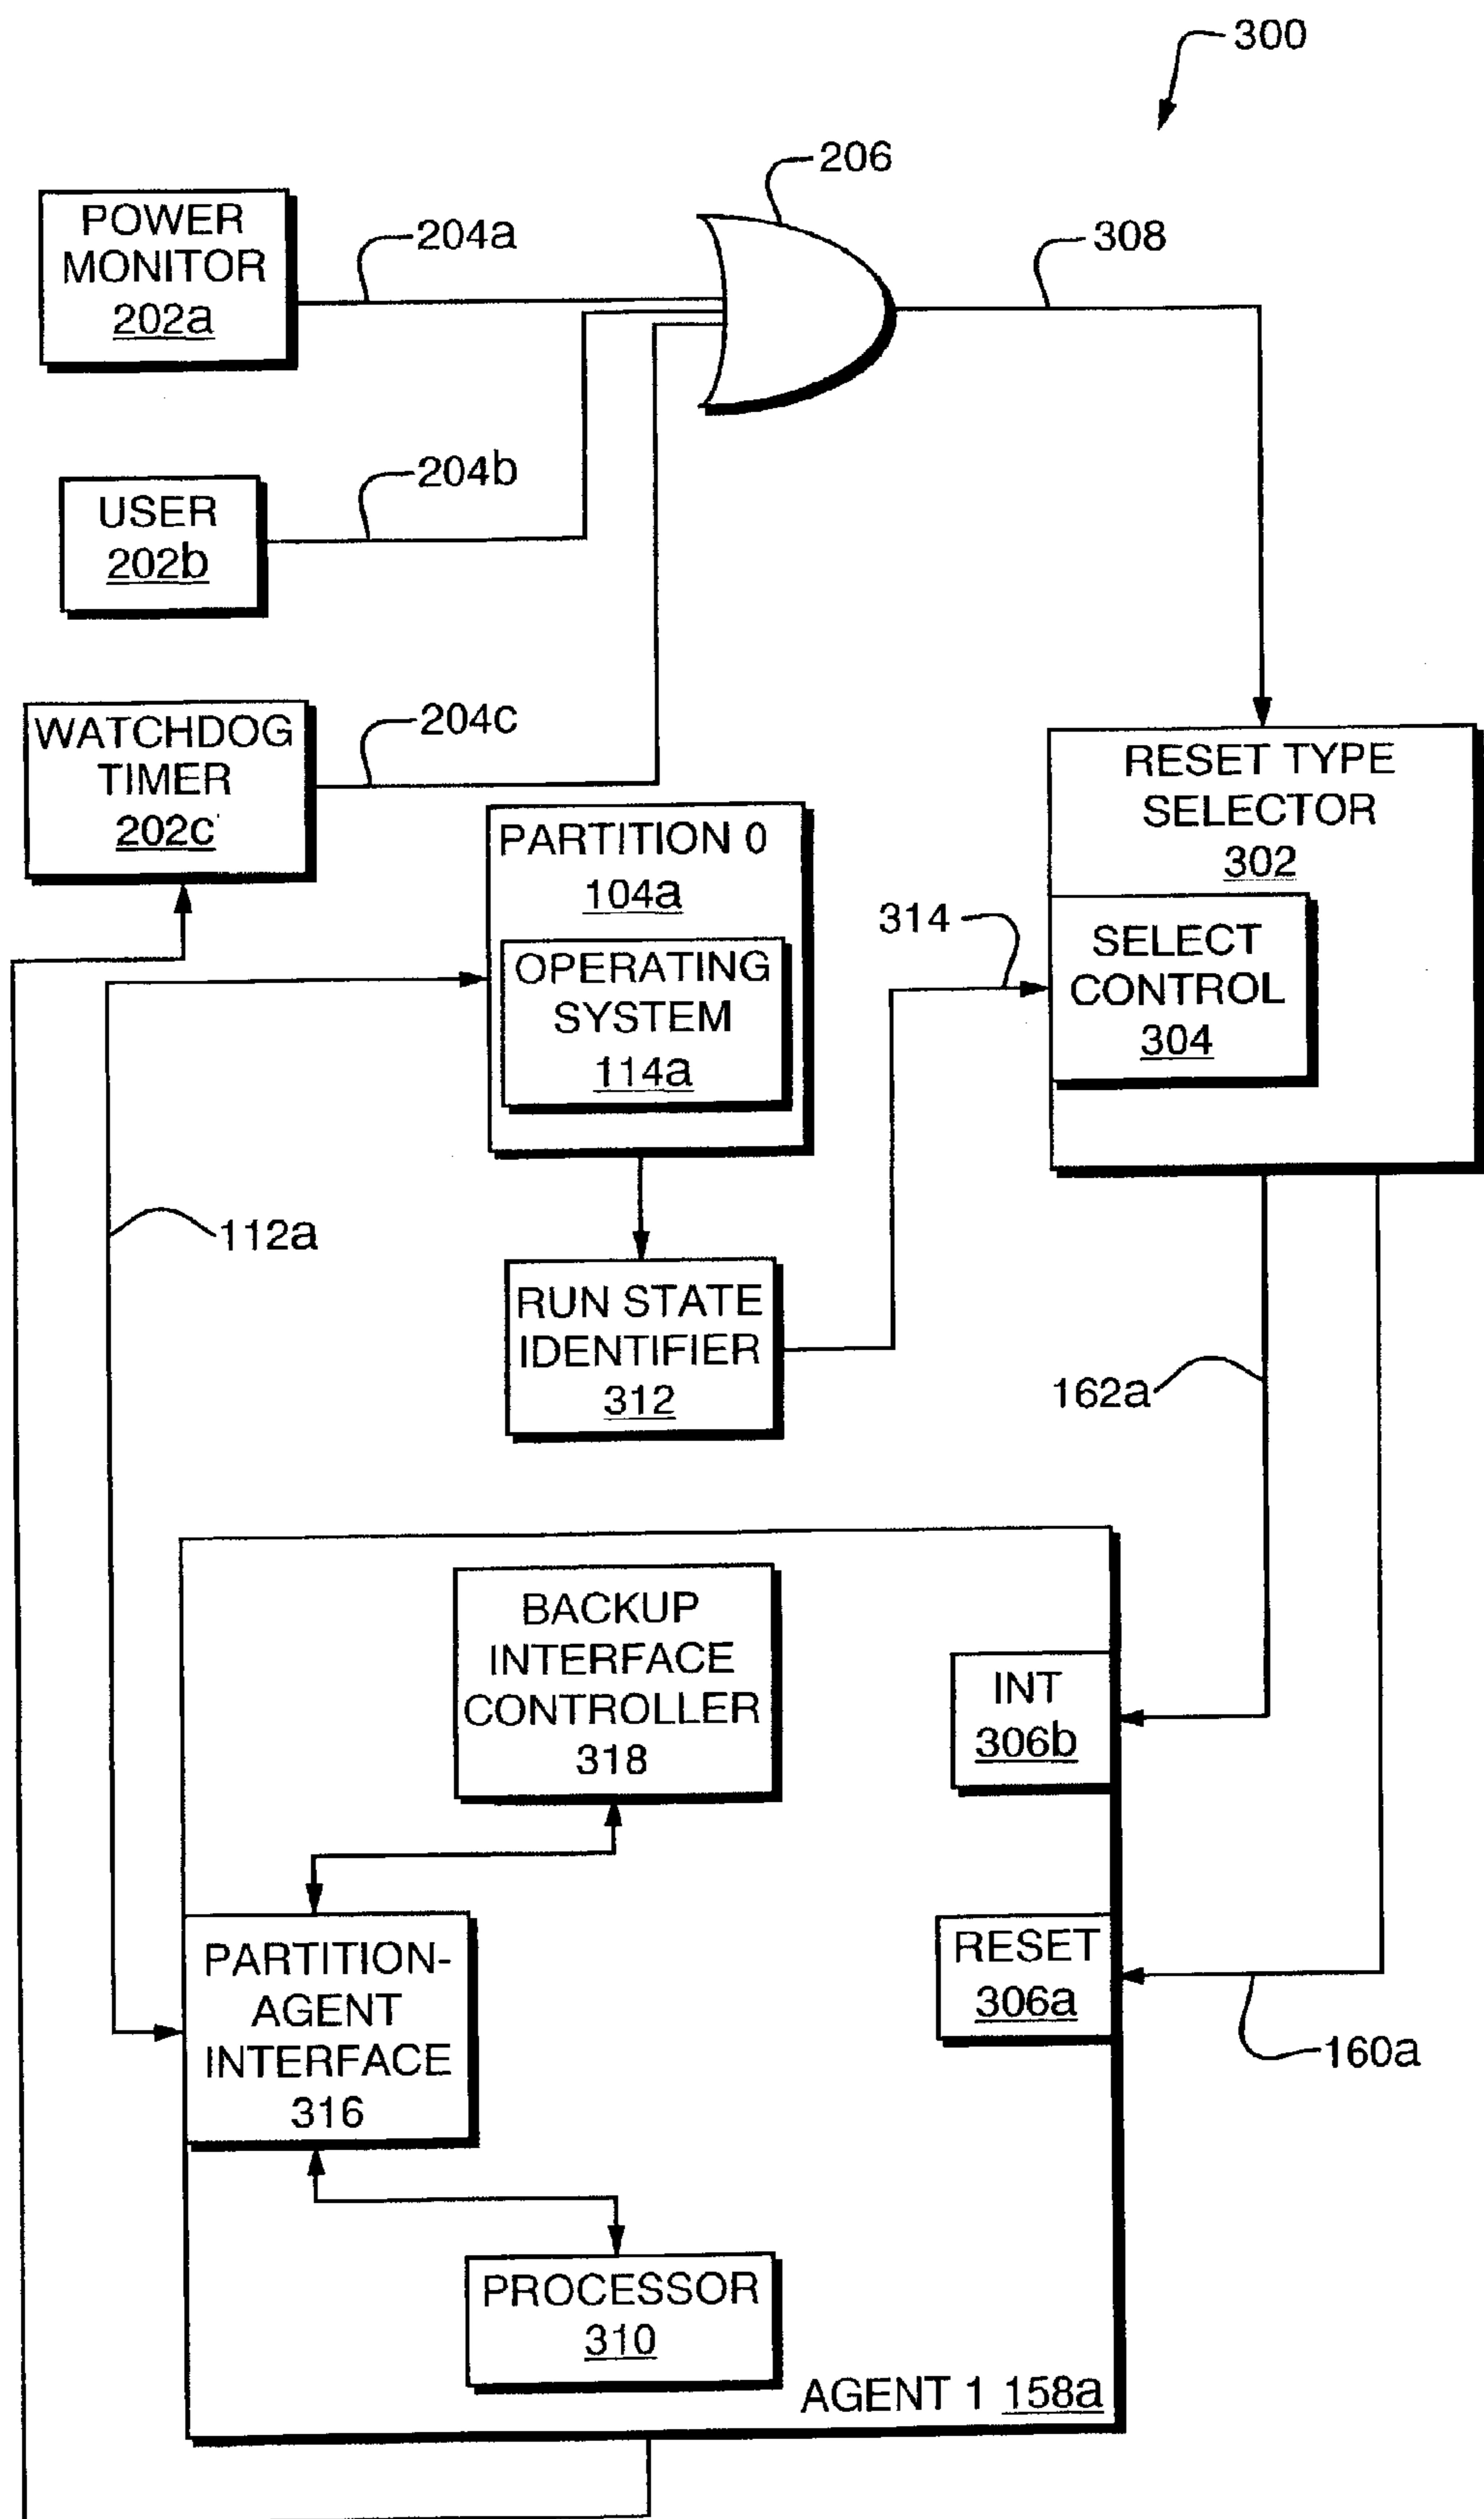 300
206
POWER
MONITOR
202a
204a
308
USER
202b
204b
WATCHDOG
TIMER
202c
204c
PARTITION 0
104a
OPERATING
SYSTEM
114a
RESET TYPE
SELECTOR
302
SELECT
CONTROL
304
314
112a
RUN STATE
IDENTIFIER
312
162a
BACKUP
INTERFACE
CONTROLLER
318
INT
306b
PARTITION-
AGENT
INTERFACE
316
RESET
306a
160a
PROCESSOR
310
AGENT 1 158a